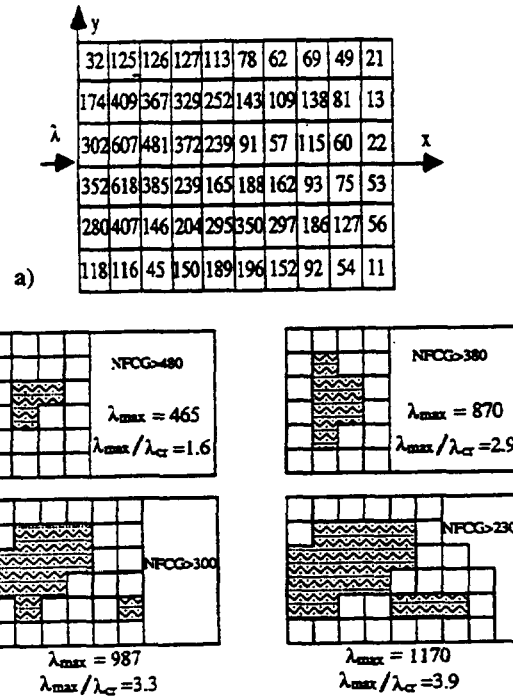 y
32 125 126 127 113 78 62 69 49 21
174 409 367 329 252 143 109 138 81 13
λ
302 607 481 372 239 91 57 115 60 22
x
352 618 385 239 165 188 162 93 75 53
280 407 146 204 295 350 297 186 127 56
118 116 45 150 189 196 152 92 54 11
a)
NFCG>480
λmax = 465
λmax/λcr=1.6
NFCG>380
λmax = 870
λmax/λcr=2.9
NFCG>300
λmax = 987
λmax/λcr=3.3
NFCG>230
λmax = 1170
λmax/λcr=3.9